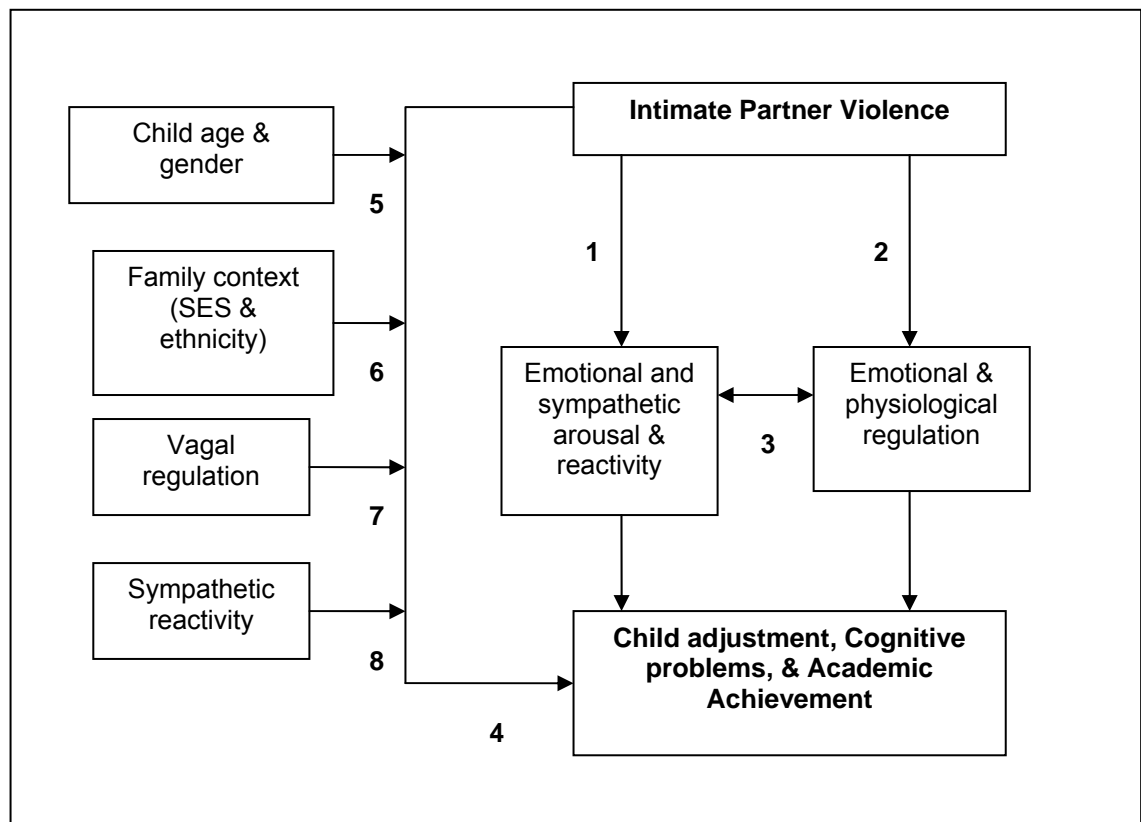 Intimate Partner Violence
Child age &
gender
5
1
2
Family context
(SES &
ethnicity)
6
Emotional and
sympathetic
arousal &
reactivity
3
Emotional &
physiological
regulation
Vagal
regulation
7
Sympathetic
reactivity
8
Child adjustment, Cognitive
problems, & Academic
Achievement
4